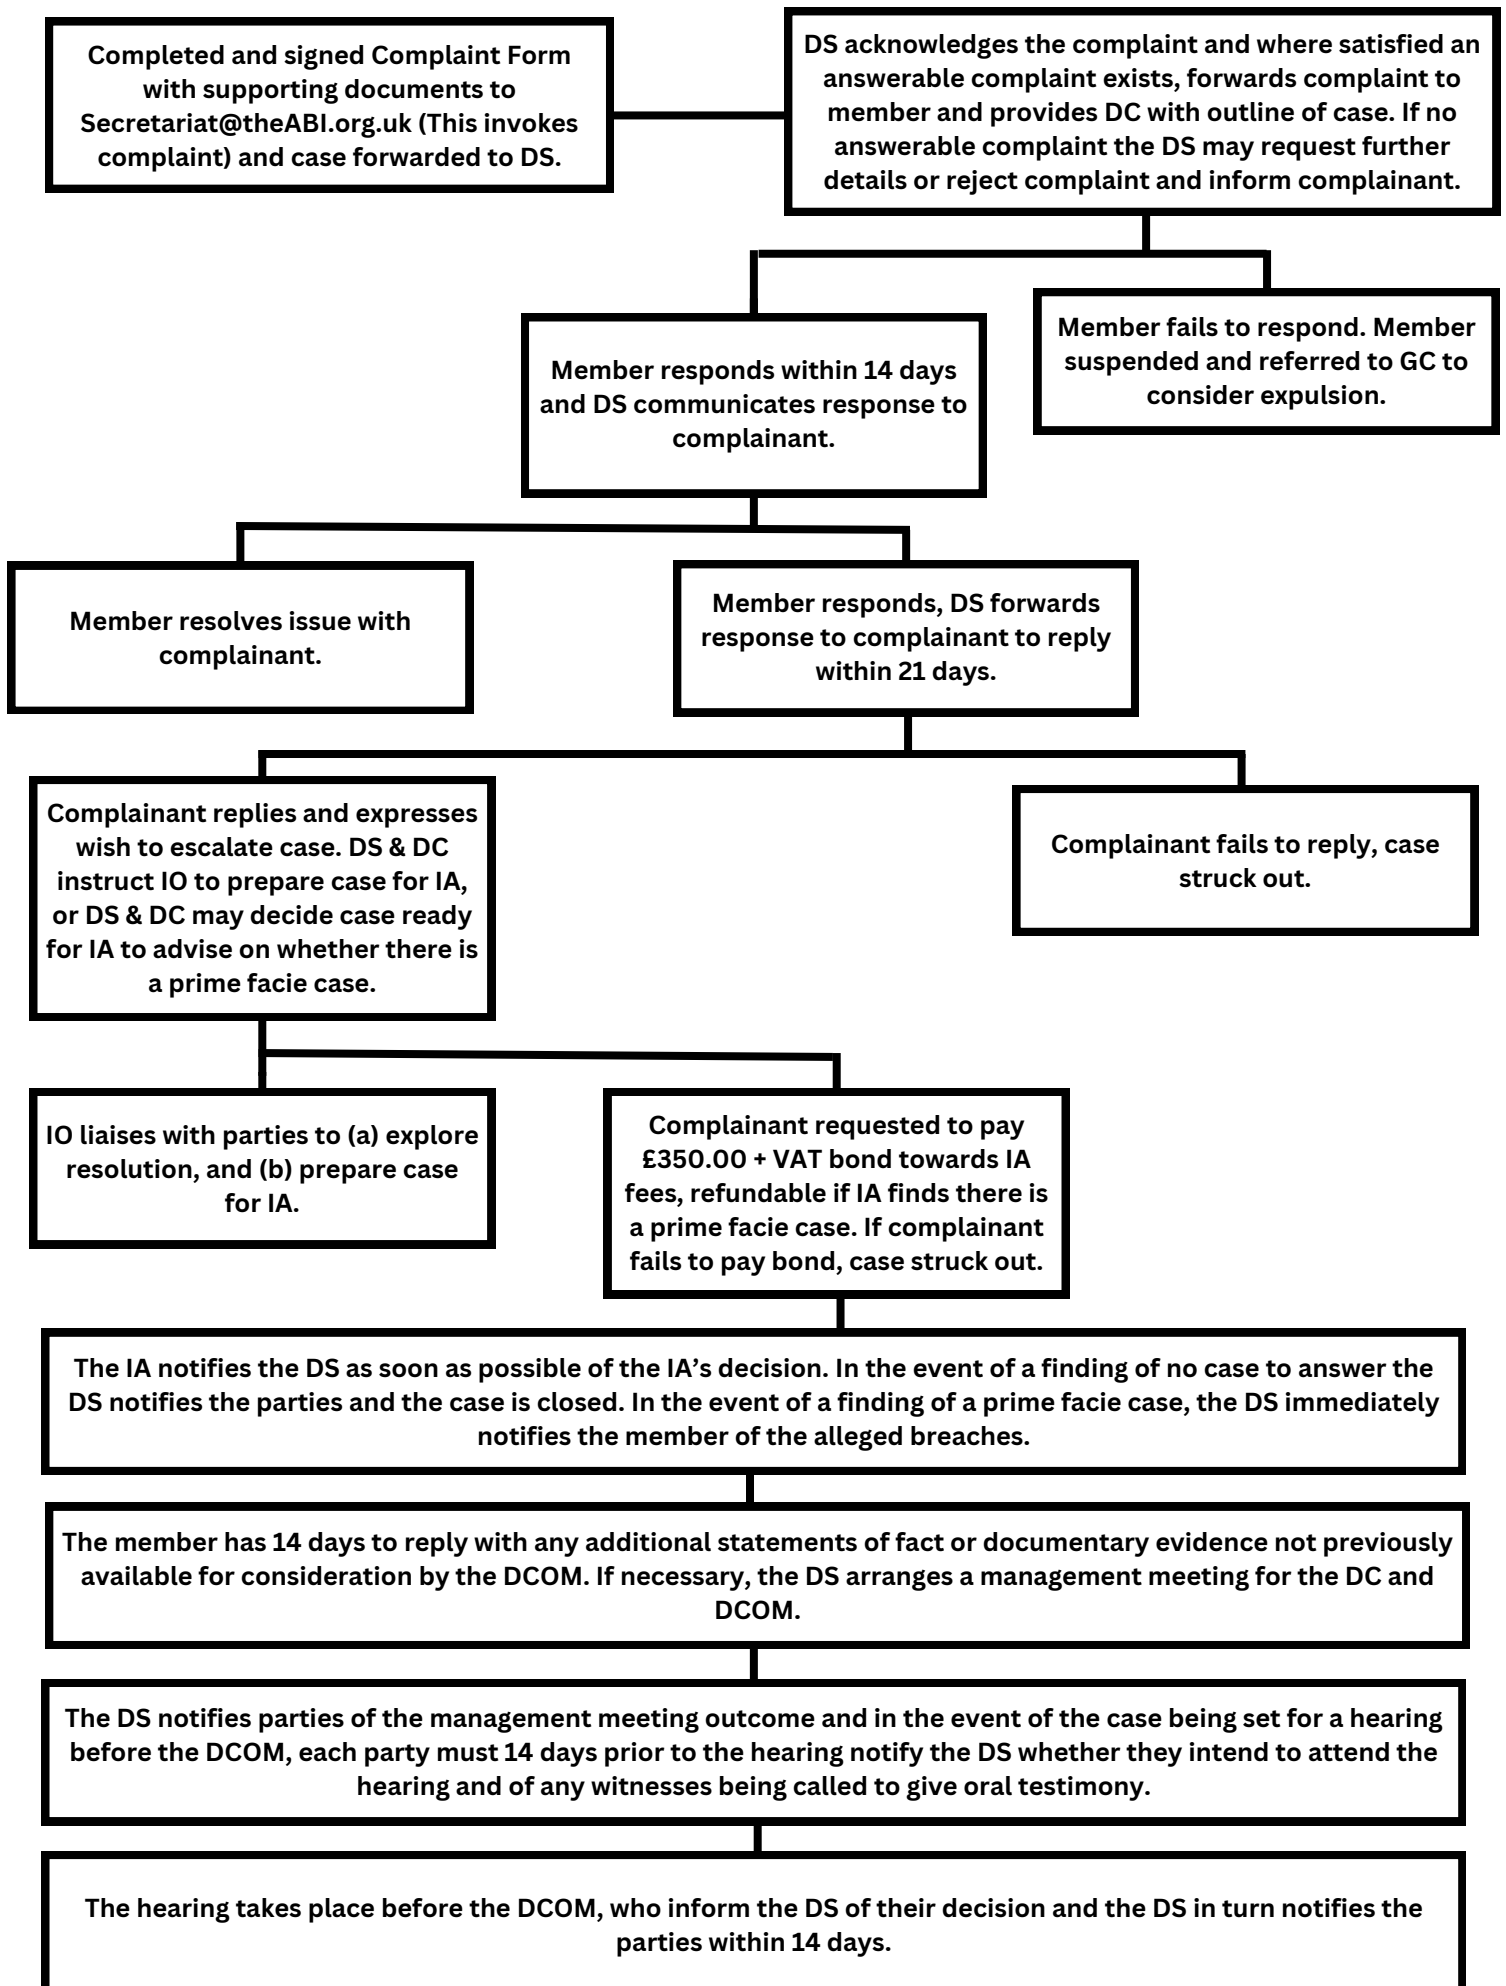 Completed and signed Complaint Form
with supporting documents to
Secretariat@theABI.org.uk (This invokes
complaint) and case forwarded to DS.
DS acknowledges the complaint and where satisfied an
answerable complaint exists, forwards complaint to
member and provides DC with outline of case. If no
answerable complaint the DS may request further
details or reject complaint and inform complainant.
Member responds within 14 days
and DS communicates response to
complainant.
Member fails to respond. Member
suspended and referred to GC to
consider expulsion.
Member resolves issue with
complainant.
Member responds, DS forwards
response to complainant to reply
within 21 days.
Complainant replies and expresses
wish to escalate case. DS & DC
instruct IO to prepare case for IA,
or DS & DC may decide case ready
for IA to advise on whether there is
a prime facie case.
Complainant fails to reply, case
struck out.
IO liaises with parties to (a) explore
resolution, and (b) prepare case
for IA.
Complainant requested to pay
£350.00 + VAT bond towards IA
fees, refundable if IA finds there is
a prime facie case. If complainant
fails to pay bond, case struck out.
The IA notifies the DS as soon as possible of the IA’s decision. In the event of a finding of no case to answer the
DS notifies the parties and the case is closed. In the event of a finding of a prime facie case, the DS immediately
notifies the member of the alleged breaches.
The member has 14 days to reply with any additional statements of fact or documentary evidence not previously
available for consideration by the DCOM. If necessary, the DS arranges a management meeting for the DC and
DCOM.
The DS notifies parties of the management meeting outcome and in the event of the case being set for a hearing
before the DCOM, each party must 14 days prior to the hearing notify the DS whether they intend to attend the
hearing and of any witnesses being called to give oral testimony.
The hearing takes place before the DCOM, who inform the DS of their decision and the DS in turn notifies the
parties within 14 days.